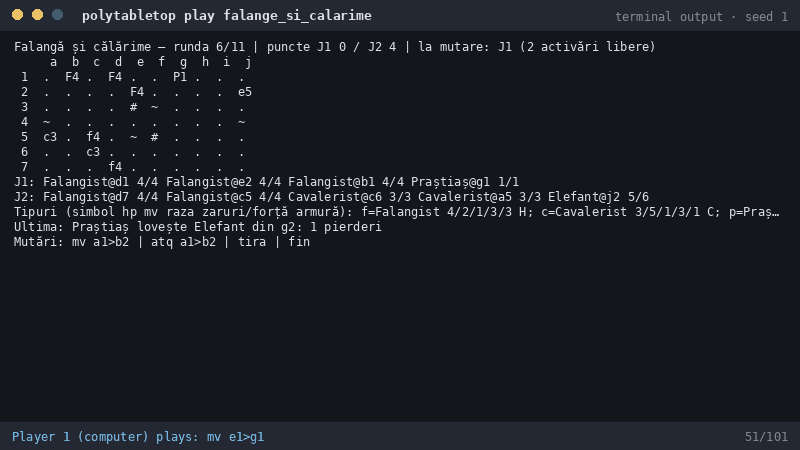 polytabletop play falange_si_calarime
terminal output · seed 1
Falangă și călărime — runda 6/11 | puncte J1 0 / J2 4 | la mutare: J1 (2 activări libere)
a b c d e f g h i j
1 . F4 . F4 . . P1 . . .
2 . . . . F4 . . . . e5
3 . . . . # ~ . . . .
4 ~ . . . . . . . . ~
5 c3 . f4 . ~ # . . . .
6 . . c3 . . . . . . .
7 . . . f4 . . . . . .
J1: Falangist@d1 4/4 Falangist@e2 4/4 Falangist@b1 4/4 Praștiaș@g1 1/1
J2: Falangist@d7 4/4 Falangist@c5 4/4 Cavalerist@c6 3/3 Cavalerist@a5 3/3 Elefant@j2 5/6
Tipuri (simbol hp mv raza zaruri/forță armură): f=Falangist 4/2/1/3/3 H; c=Cavalerist 3/5/1/3/1 C; p=Praș…
Ultima: Praștiaș lovește Elefant din g2: 1 pierderi
Mutări: mv a1>b2 | atq a1>b2 | tira | fin
Player 1 (computer) plays: mv e1>g1
51/101